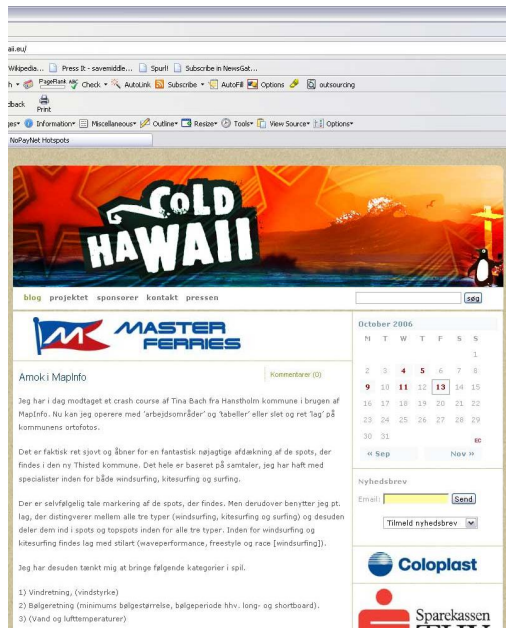 aii.eu/
Wikipedia... Press It - savemiddle... Spurl! Subscribe in NewsGat...
h PageRank Check AutoLink Subscribe AutoFill Options outsourcing
dback Print
ges Information Miscellaneous Outline Resize Tools View Source Options
NoPayNet Hotspots
COLD
HAWAII
blog projektet sponsorer kontakt pressen
søg
MASTER
FERRIES
Amok i MapInfo
Kommentarer (0)
Jeg har i dag modtaget et crash course af Tina Bach fra Hanstholm kommune i brugen af
MapInfo. Nu kan jeg operere med 'arbejdsområder' og 'tabeller' eller slet og ret 'lag' på
kommunens ortofotos.
Det er faktisk ret sjovt og åbner for en fantastisk nøjagtige afdækning af de spots, der
findes i den ny Thisted kommune. Det hele er baseret på samtaler, jeg har haft med
specialister inden for både windsurfing, kitesurfing og surfing.
Der er selvfølgelig tale markering af de spots, der findes. Men derudover benytter jeg pt.
lag, der distingverer mellem alle tre typer (windsurfing, kitesurfing og surfing) og desuden
deler dem ind i spots og topspots inden for alle tre typer. Inden for windsurfing og
kitesurfing findes lag med stilart (waveperformance, freestyle og race [windsurfing]).
Jeg har desuden tænkt mig at bringe følgende kategorier i spil.
1) Vindretning, (vindstyrke)
2) Bølgeretning (minimums bølgestørrelse, bølgeperiode hhv. long- og shortboard).
3) (Vand og lufttemperaturer)
October 2006
M T W T F S S
1
2 3 4 5 6 7 8
9 10 11 12 13 14 15
16 17 18 19 20 21 22
23 24 25 26 27 28 29
30 31
EC
« Sep Nov »
Nyhedsbrev
Email: Send
Tilmeld nyhedsbrev
Coloplast
Sparekassen
THY